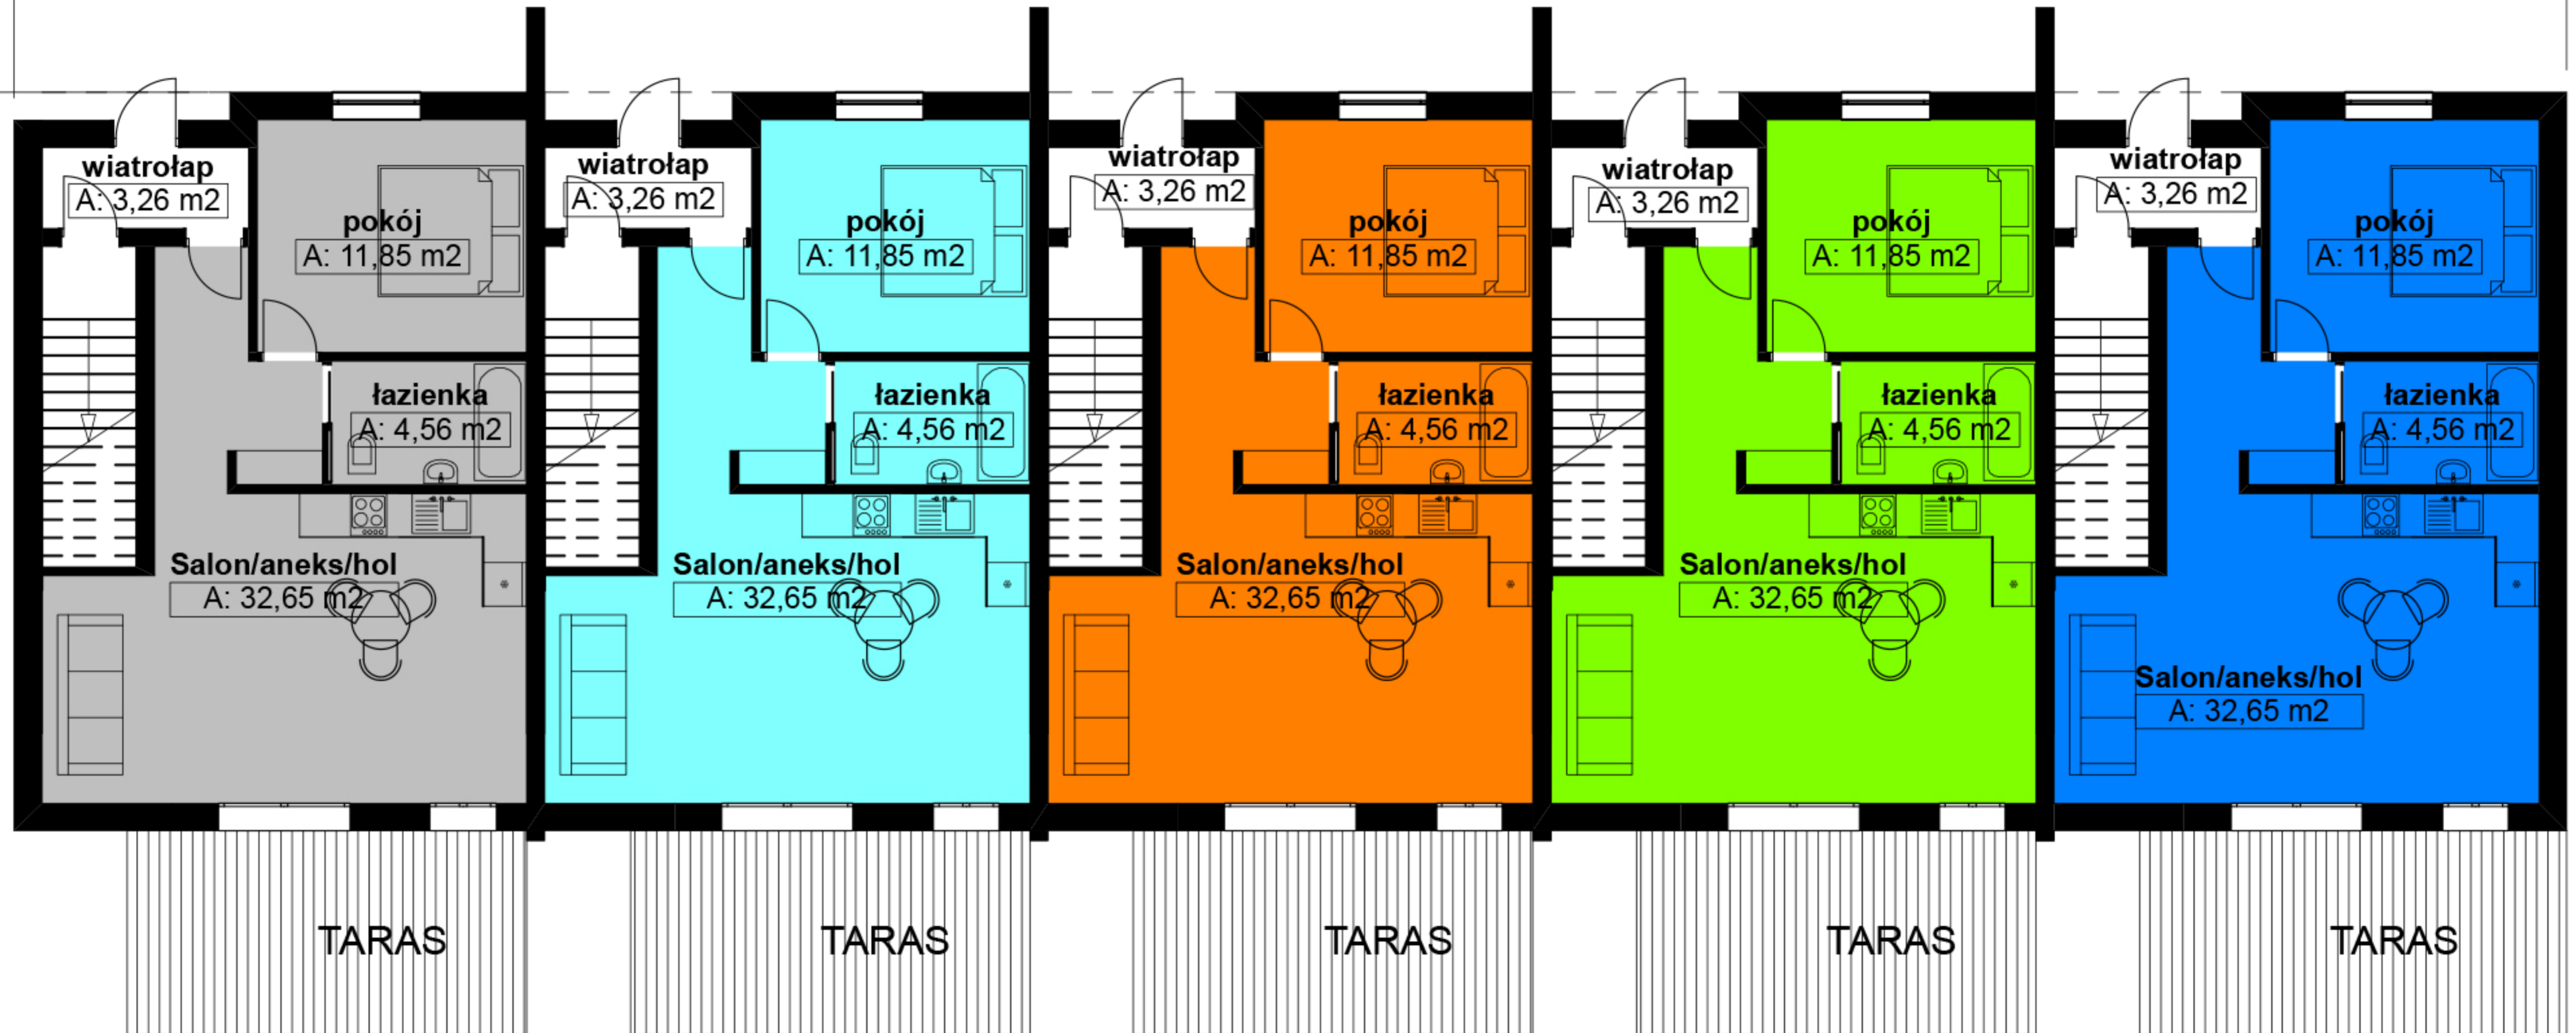 wiatrołap
A: 3,26 m2
pokój
A: 11,85 m2
łazienka
A: 4,56 m2
Salon/aneks/hol
A: 32,65 m2
TARAS
wiatrołap
A: 3,26 m2
pokój
A: 11,85 m2
łazienka
A: 4,56 m2
Salon/aneks/hol
A: 32,65 m2
TARAS
wiatrołap
A: 3,26 m2
pokój
A: 11,85 m2
łazienka
A: 4,56 m2
Salon/aneks/hol
A: 32,65 m2
TARAS
wiatrołap
A: 3,26 m2
pokój
A: 11,85 m2
łazienka
A: 4,56 m2
Salon/aneks/hol
A: 32,65 m2
TARAS
wiatrołap
A: 3,26 m2
pokój
A: 11,85 m2
łazienka
A: 4,56 m2
Salon/aneks/hol
A: 32,65 m2
TARAS